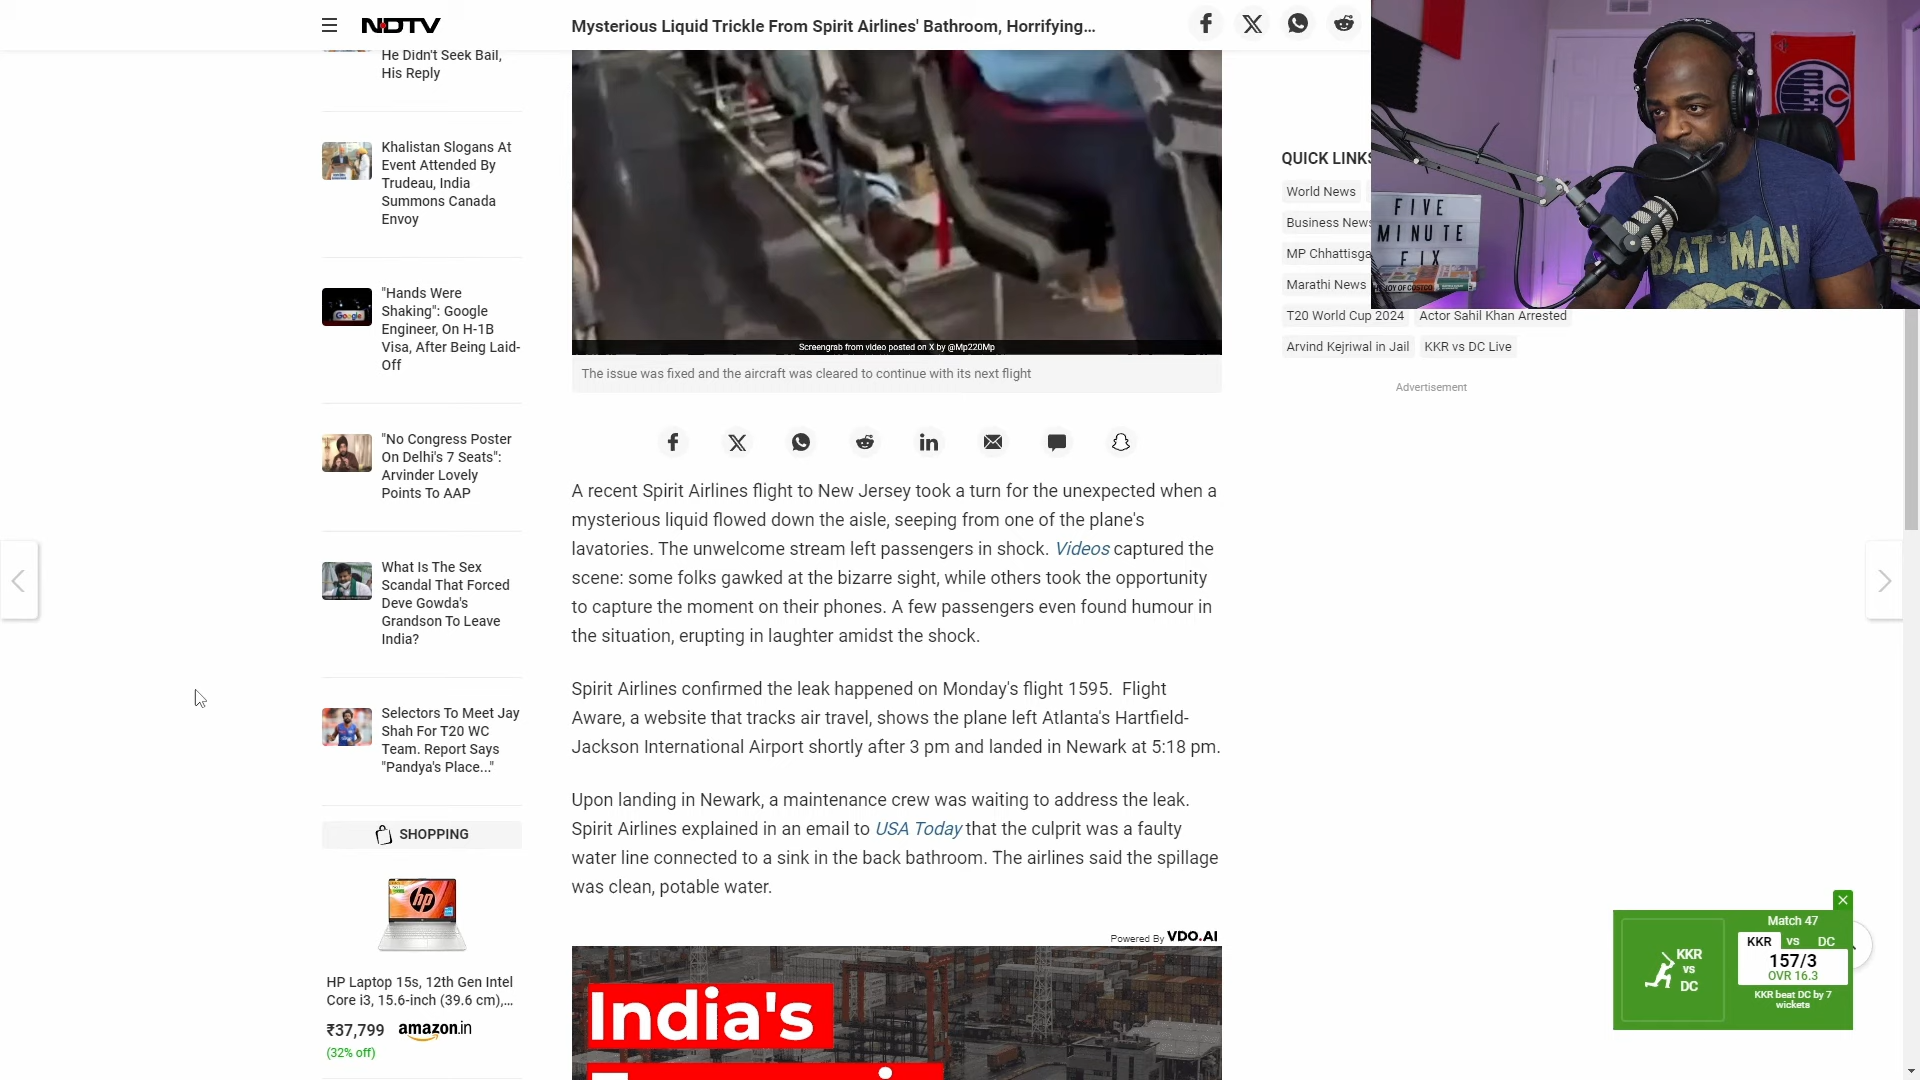 NDTV
Mysterious Liquid Trickle From Spirit Airlines' Bathroom, Horrifying...
He Didn't Seek Bail,
His Reply
Khalistan Slogans At
Event Attended By
Trudeau, India
Summons Canada
Envoy
"Hands Were
Shaking": Google
Engineer, On H-1B
Visa, After Being Laid-
Off
"No Congress Poster
On Delhi's 7 Seats":
Arvinder Lovely
Points To AAP
What Is The Sex
Scandal That Forced
Deve Gowda's
Grandson To Leave
India?
Selectors To Meet Jay
Shah For T20 WC
Team. Report Says
"Pandya's Place..."
SHOPPING
hp
HP Laptop 15s, 12th Gen Intel
Core i3, 15.6-inch (39.6 cm),...
₹37,799 amazon.in
(32% off)
Screengrab from video posted on X by @Mp220Mp
The issue was fixed and the aircraft was cleared to continue with its next flight
A recent Spirit Airlines flight to New Jersey took a turn for the unexpected when a
mysterious liquid flowed down the aisle, seeping from one of the plane's
lavatories. The unwelcome stream left passengers in shock. Videos captured the
scene: some folks gawked at the bizarre sight, while others took the opportunity
to capture the moment on their phones. A few passengers even found humour in
the situation, erupting in laughter amidst the shock.
Spirit Airlines confirmed the leak happened on Monday's flight 1595. Flight
Aware, a website that tracks air travel, shows the plane left Atlanta's Hartfield-
Jackson International Airport shortly after 3 pm and landed in Newark at 5:18 pm.
Upon landing in Newark, a maintenance crew was waiting to address the leak.
Spirit Airlines explained in an email to USA Today that the culprit was a faulty
water line connected to a sink in the back bathroom. The airlines said the spillage
was clean, potable water.
Powered By VDO.AI
India's
QUICK LINKS
World News
Business News
MP Chhattisga
Marathi News
T20 World Cup 2024 Actor Sahil Khan Arrested
Arvind Kejriwal in Jail KKR vs DC Live
Advertisement
FIVE
MINUTE
FIX
THE JOY OF COSTCO
OILERS
BATMAN
KKR
vs
DC
Match 47
KKR vs DC
157/3
OVR 16.3
KKR beat DC by 7
wickets